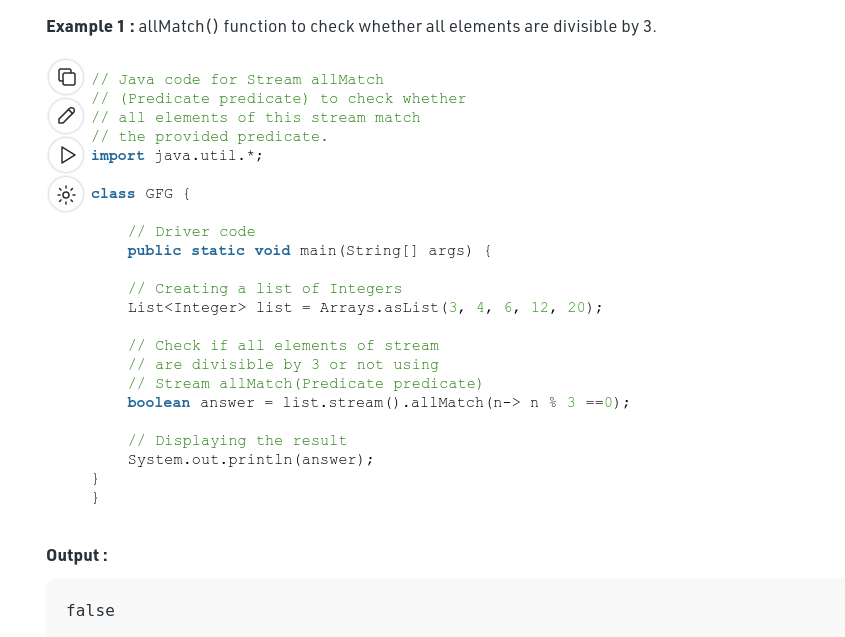 Example 1 : allMatch() function to check whether all elements are divisible by 3.
// Java code for Stream allMatch
// (Predicate predicate) to check whether
// all elements of this stream match
// the provided predicate.
import java.util.*;
class GFG {
// Driver code
public static void main(String[] args) {
// Creating a list of Integers
List<Integer> list = Arrays.asList(3, 4, 6, 12, 20);
// Check if all elements of stream
// are divisible by 3 or not using
// Stream allMatch(Predicate predicate)
boolean answer = list.stream().allMatch(n-> n % 3 ==0);
// Displaying the result
System.out.println(answer);
}
}
Output :
false